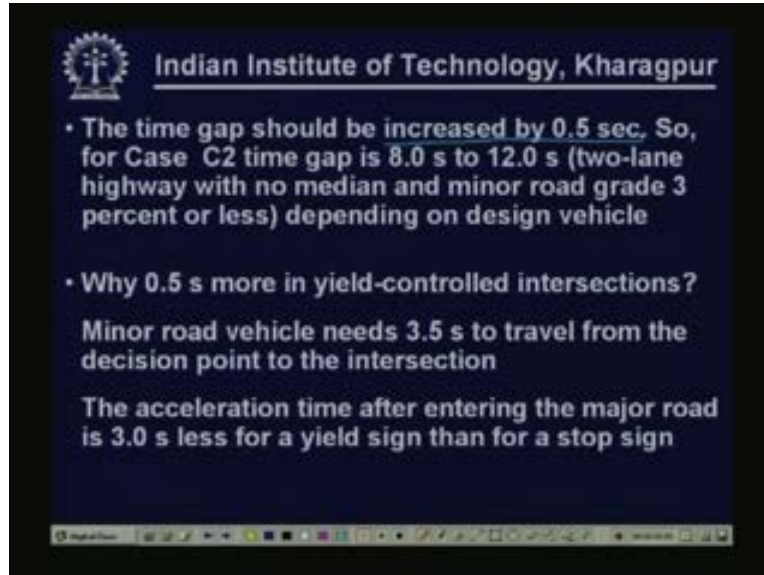 Indian Institute of Technology, Kharagpur
• The time gap should be increased by 0.5 sec. So,
for Case C2 time gap is 8.0 s to 12.0 s (two-lane
highway with no median and minor road grade 3
percent or less) depending on design vehicle
• Why 0.5 s more in yield-controlled intersections?
Minor road vehicle needs 3.5 s to travel from the
decision point to the intersection
The acceleration time after entering the major road
is 3.0 s less for a yield sign than for a stop sign